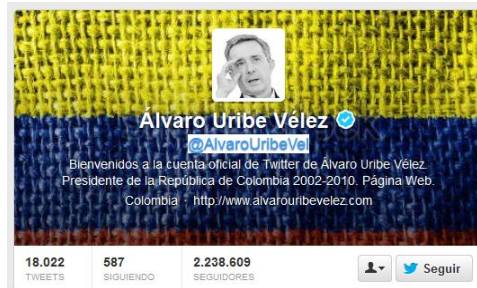 Álvaro Uribe Vélez
@AlvaroUribeVel
Bienvenidos a la cuenta oficial de Twitter de Álvaro Uribe Vélez.
Presidente de la República de Colombia 2002-2010. Página Web.
Colombia · http://www.alvarouribevelez.com
18.022 587 2.238.609
TWEETS SIGUIENDO SEGUIDORES
Seguir